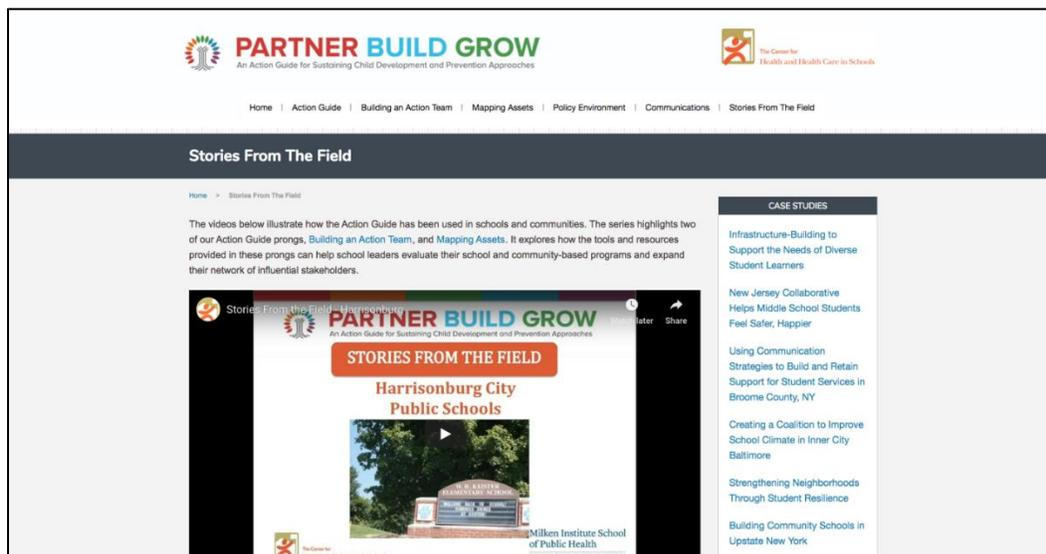 PARTNER BUILD GROW
An Action Guide for Sustaining Child Development and Prevention Approaches
The Center for
Health and Health Care in Schools
Home | Action Guide | Building an Action Team | Mapping Assets | Policy Environment | Communications | Stories From The Field
Stories From The Field
Home > Stories From The Field
The videos below illustrate how the Action Guide has been used in schools and communities. The series highlights two
of our Action Guide prongs, Building an Action Team, and Mapping Assets. It explores how the tools and resources
provided in these prongs can help school leaders evaluate their school and community-based programs and expand
their network of influential stakeholders.
Stories From the Field - Harrisonburg
Watch later
Share
PARTNER BUILD GROW
An Action Guide for Sustaining Child Development and Prevention Approaches
STORIES FROM THE FIELD
Harrisonburg City
Public Schools
W. H. KEISTER
ELEMENTARY SCHOOL
Milken Institute School
of Public Health
The Center for
CASE STUDIES
Infrastructure-Building to
Support the Needs of Diverse
Student Learners
New Jersey Collaborative
Helps Middle School Students
Feel Safer, Happier
Using Communication
Strategies to Build and Retain
Support for Student Services in
Broome County, NY
Creating a Coalition to Improve
School Climate in Inner City
Baltimore
Strengthening Neighborhoods
Through Student Resilience
Building Community Schools in
Upstate New York